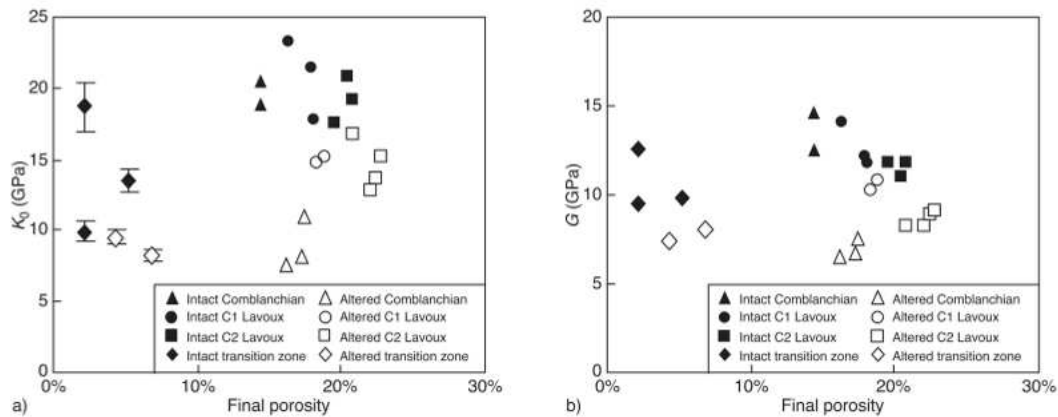 25
20
15
10
5
0
K₀ (GPa)
▲ Intact Comblanchian △ Altered Comblanchian
● Intact C1 Lavoux ○ Altered C1 Lavoux
■ Intact C2 Lavoux □ Altered C2 Lavoux
◆ Intact transition zone ◇ Altered transition zone
0% 10% 20% 30%
a) Final porosity
20
15
10
5
0
G (GPa)
▲ Intact Comblanchian △ Altered Comblanchian
● Intact C1 Lavoux ○ Altered C1 Lavoux
■ Intact C2 Lavoux □ Altered C2 Lavoux
◆ Intact transition zone ◇ Altered transition zone
0% 10% 20% 30%
b) Final porosity